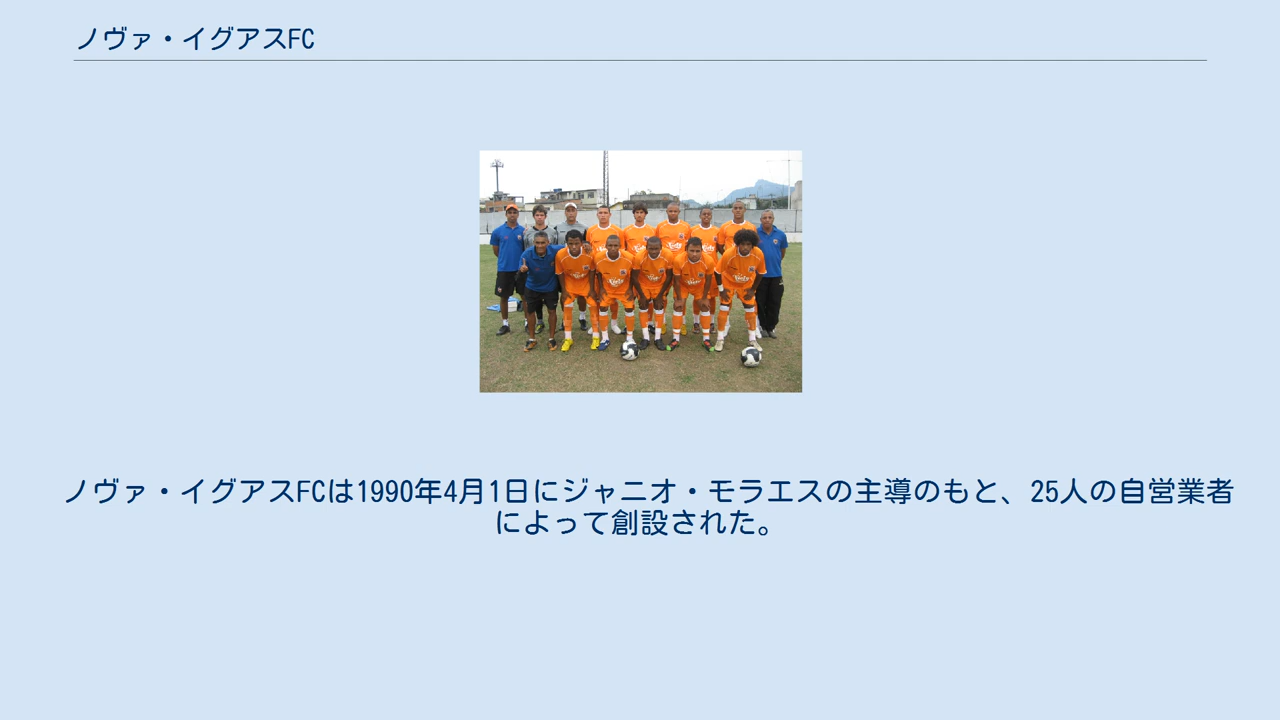 ノヴァ・イグアスFC
ノヴァ・イグアスFCは1990年4月1日にジャニオ・モラエスの主導のもと、25人の自営業者
によって創設された。